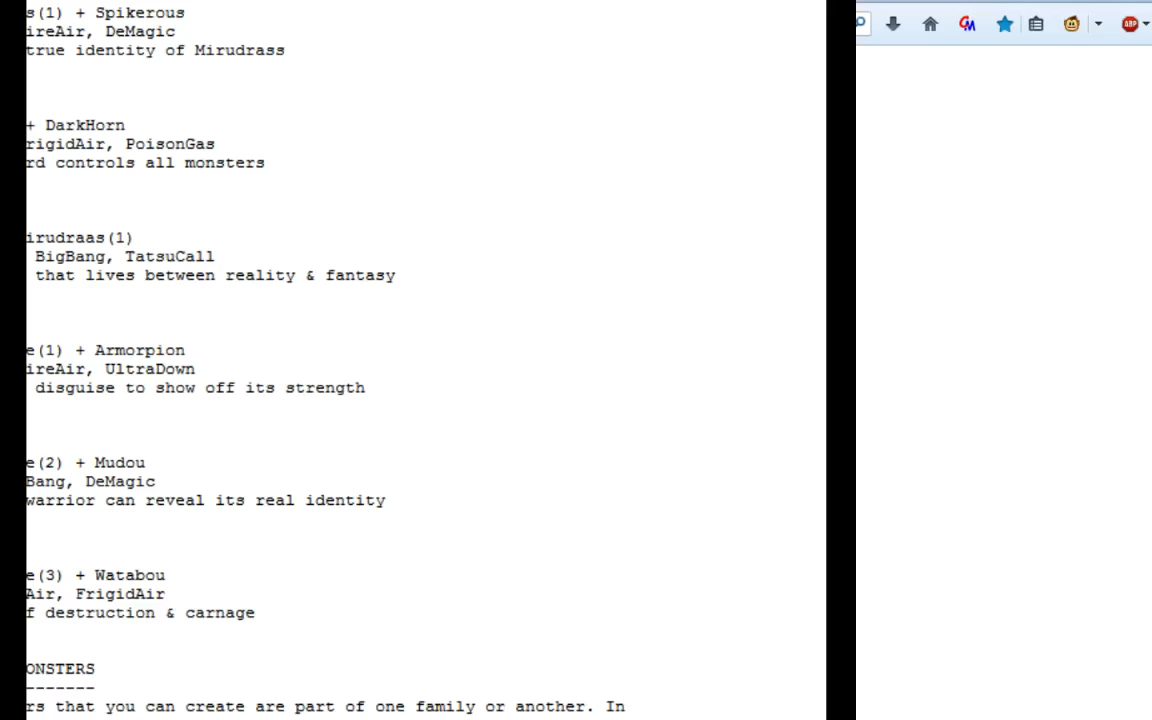 s(1) + Spikerous
ireAir, DeMagic
true identity of Mirudrass
+ DarkHorn
rigidAir, PoisonGas
rd controls all monsters
irudraas(1)
BigBang, TatsuCall
that lives between reality & fantasy
e(1) + Armorpion
ireAir, UltraDown
disguise to show off its strength
e(2) + Mudou
Bang, DeMagic
warrior can reveal its real identity
e(3) + Watabou
Air, FrigidAir
f destruction & carnage
ONSTERS
-------
rs that you can create are part of one family or another. In
GM
ABP